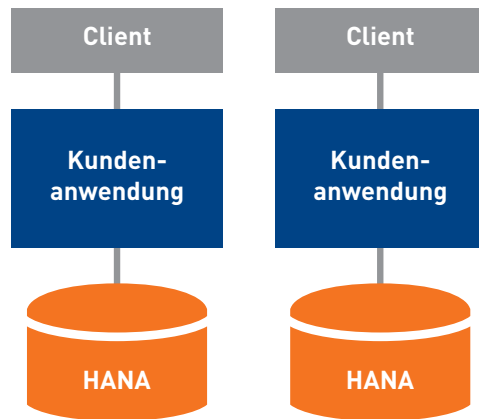 Client
Kunden-
anwendung
HANA
Client
Kunden-
anwendung
HANA